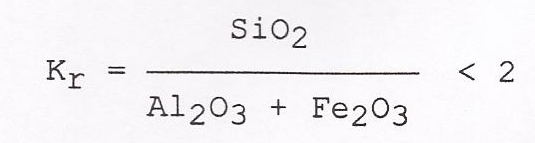 SiO2
Kr = ———— < 2
Al2O3 + Fe2O3